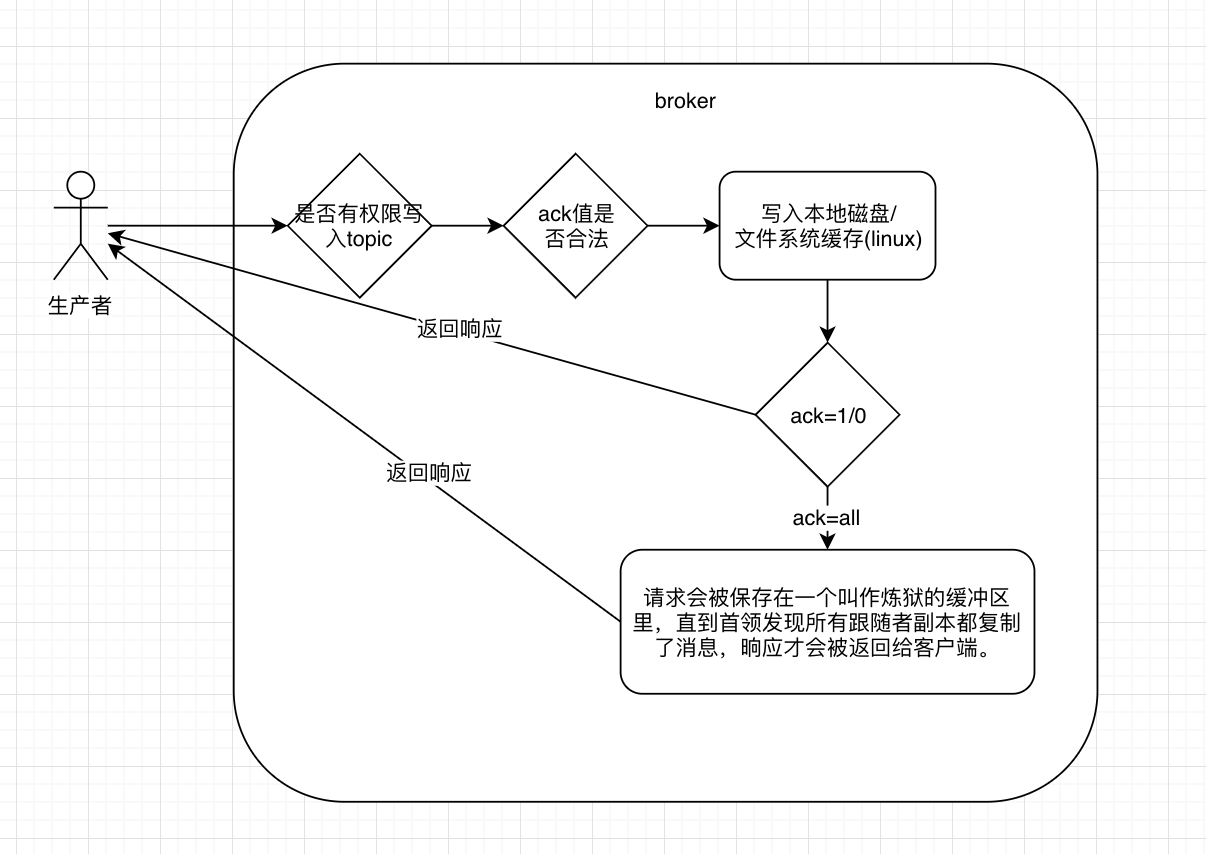 broker
是否有权限写
入topic
ack值是
否合法
写入本地磁盘/
文件系统缓存(linux)
生产者
返回响应
ack=1/0
返回响应
ack=all
请求会被保存在一个叫作炼狱的缓冲区
里，直到首领发现所有跟随者副本都复制
了消息，响应才会被返回给客户端。